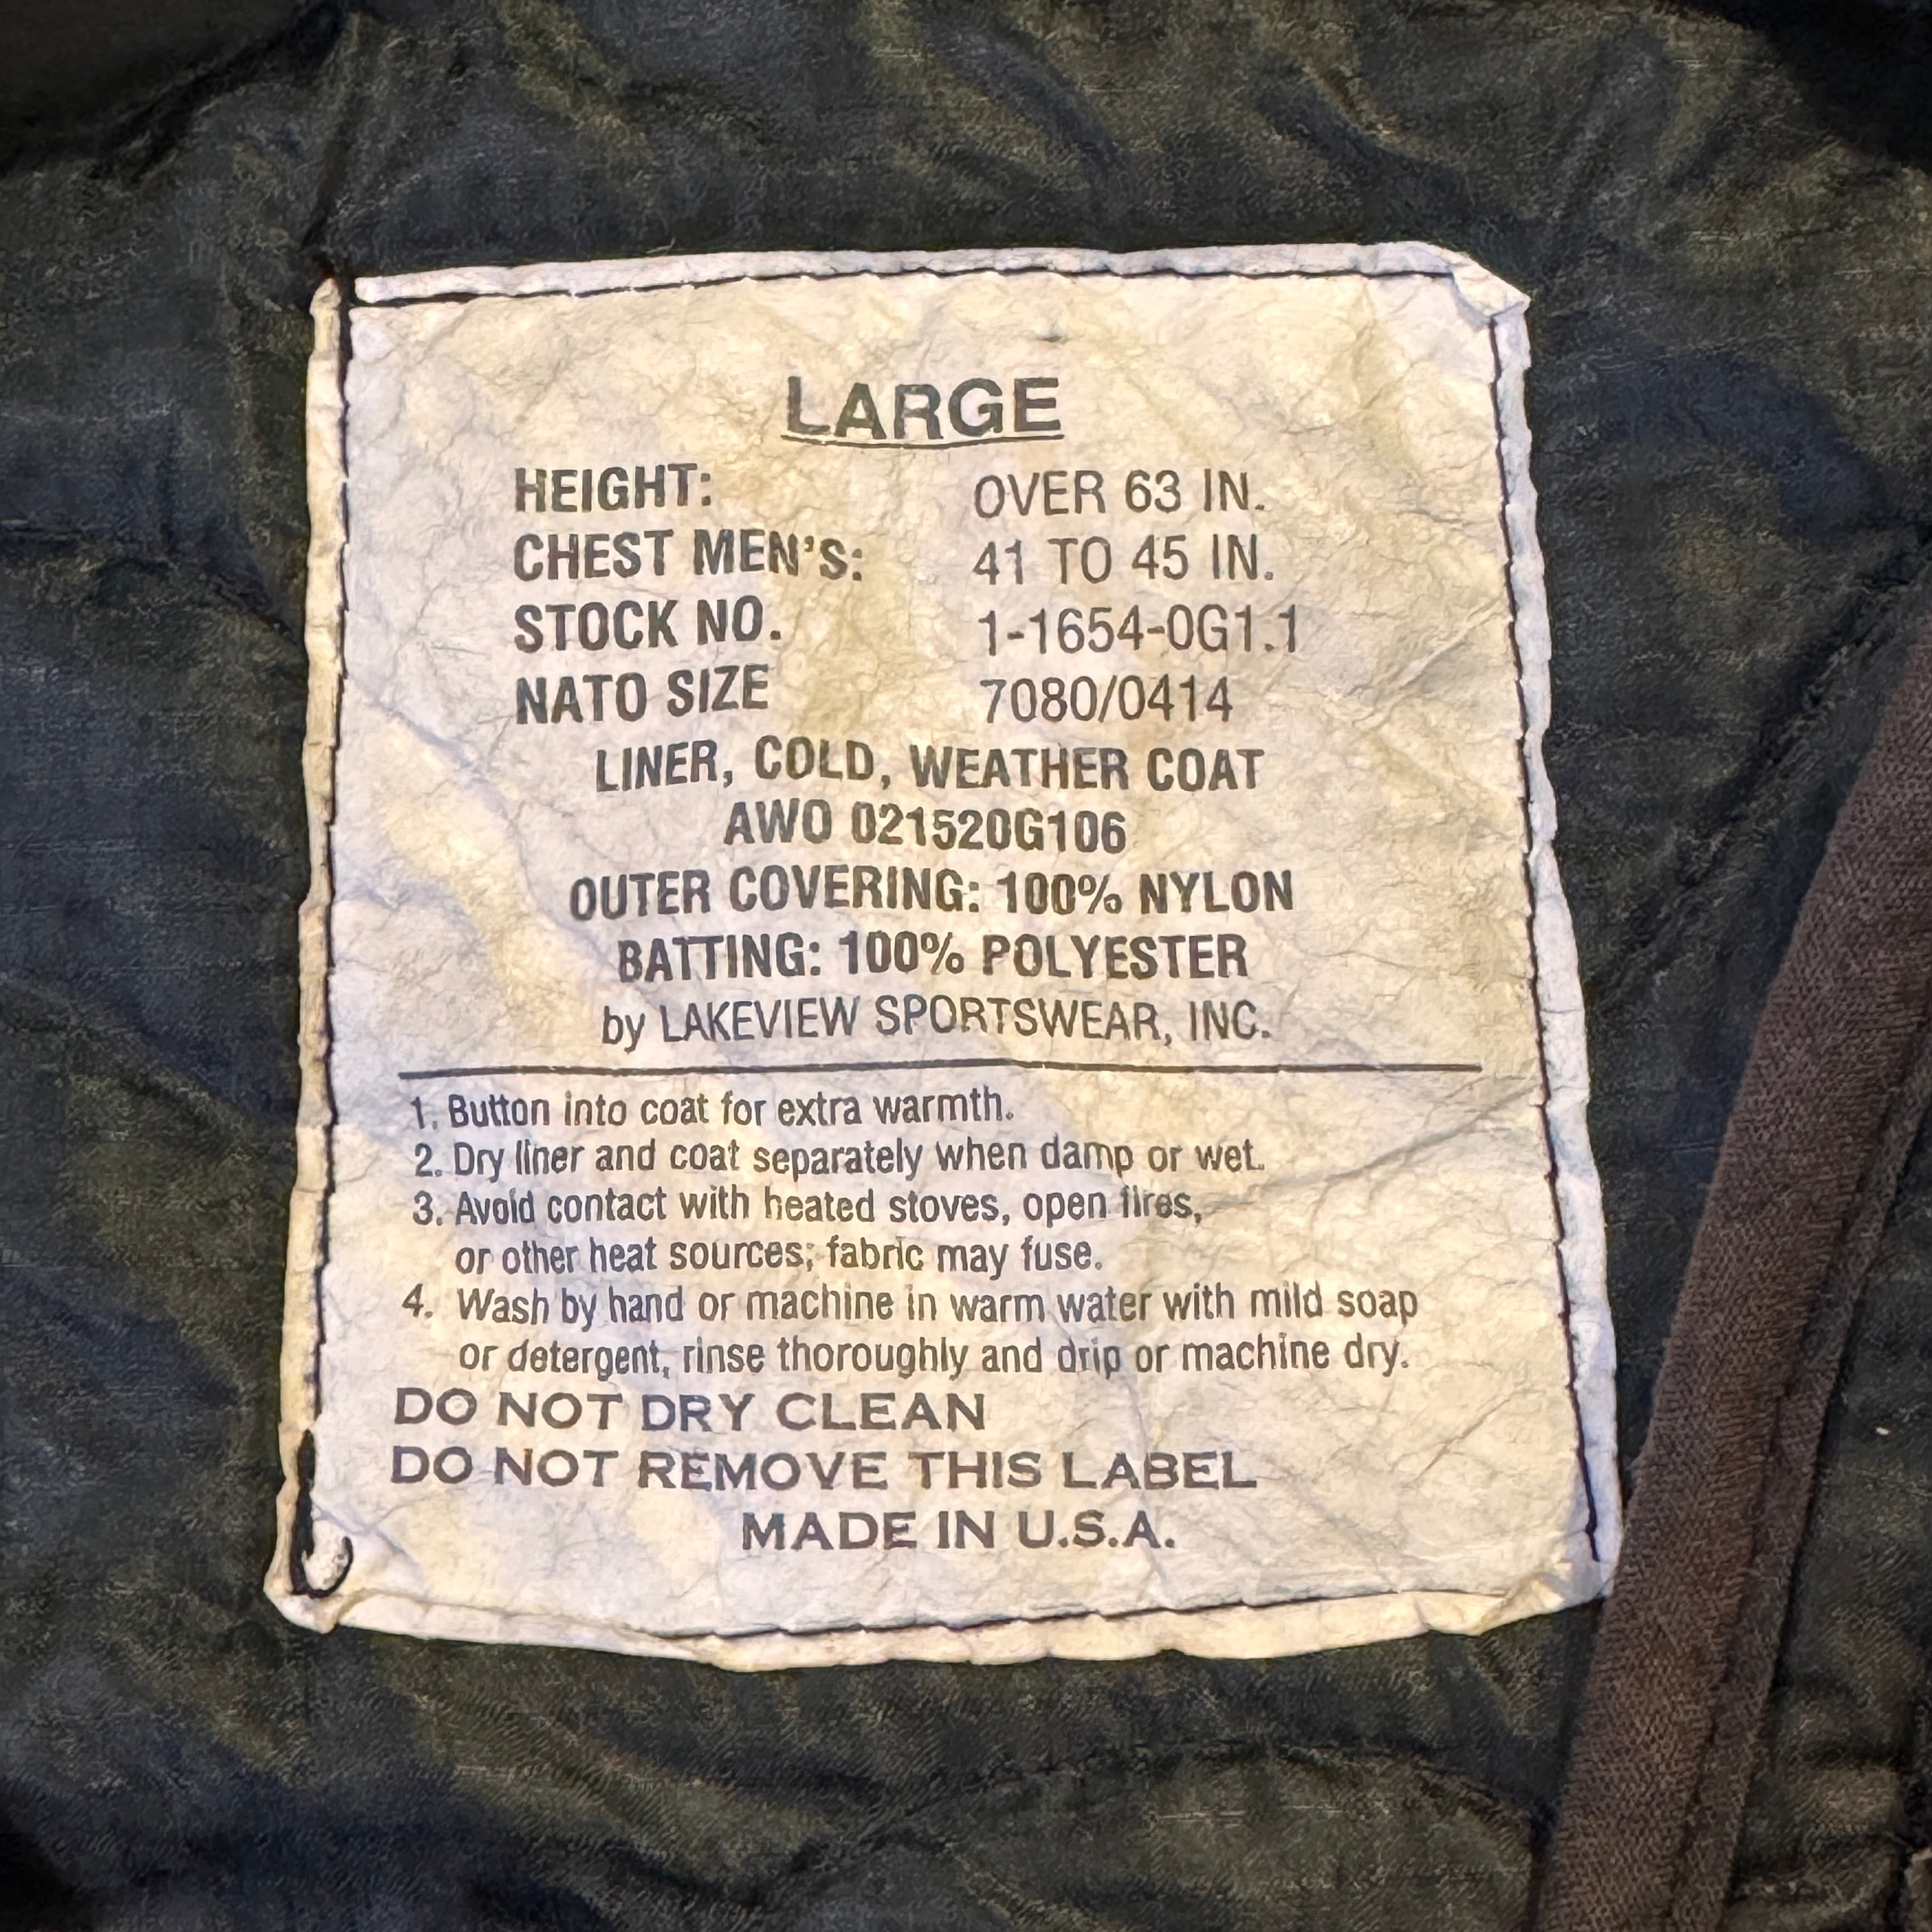 LARGE
HEIGHT: OVER 63 IN.
CHEST MEN'S: 41 TO 45 IN.
STOCK NO. 1-1654-0G1.1
NATO SIZE 7080/0414
LINER, COLD, WEATHER COAT
AWO 021520G106
OUTER COVERING: 100% NYLON
BATTING: 100% POLYESTER
by LAKEVIEW SPORTSWEAR, INC.
1. Button into coat for extra warmth.
2. Dry liner and coat separately when damp or wet.
3. Avoid contact with heated stoves, open fires,
or other heat sources; fabric may fuse.
4. Wash by hand or machine in warm water with mild soap
or detergent, rinse thoroughly and drip or machine dry.
DO NOT DRY CLEAN
DO NOT REMOVE THIS LABEL
MADE IN U.S.A.